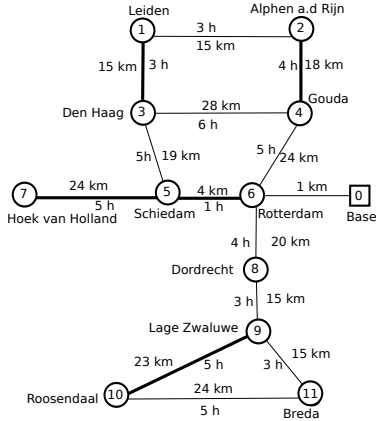 Leiden
Alphen a.d Rijn
1
3 h
2
15 km
15 km
3 h
4 h
18 km
Gouda
Den Haag
3
28 km
4
6 h
5h
19 km
5 h
24 km
7
24 km
5
4 km
6
1 km
0
5 h
1 h
Hoek van Holland
Schiedam
Rotterdam
Base
4 h
20 km
Dordrecht
8
3 h
15 km
Lage Zwaluwe
9
23 km
5 h
15 km
3 h
Roosendaal
10
24 km
11
5 h
Breda